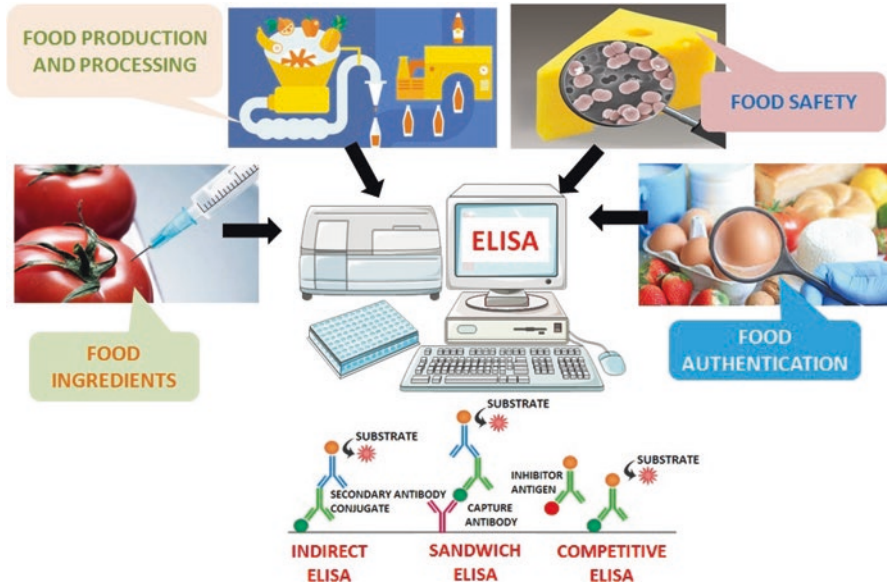 FOOD PRODUCTION
AND PROCESSING
FOOD SAFETY
ELISA
FOOD
INGREDIENTS
FOOD
AUTHENTICATION
SUBSTRATE
SECONDARY ANTIBODY
CONJUGATE
SUBSTRATE
CAPTURE
ANTIBODY
INHIBITOR
ANTIGEN
SUBSTRATE
INDIRECT
ELISA
SANDWICH
ELISA
COMPETITIVE
ELISA